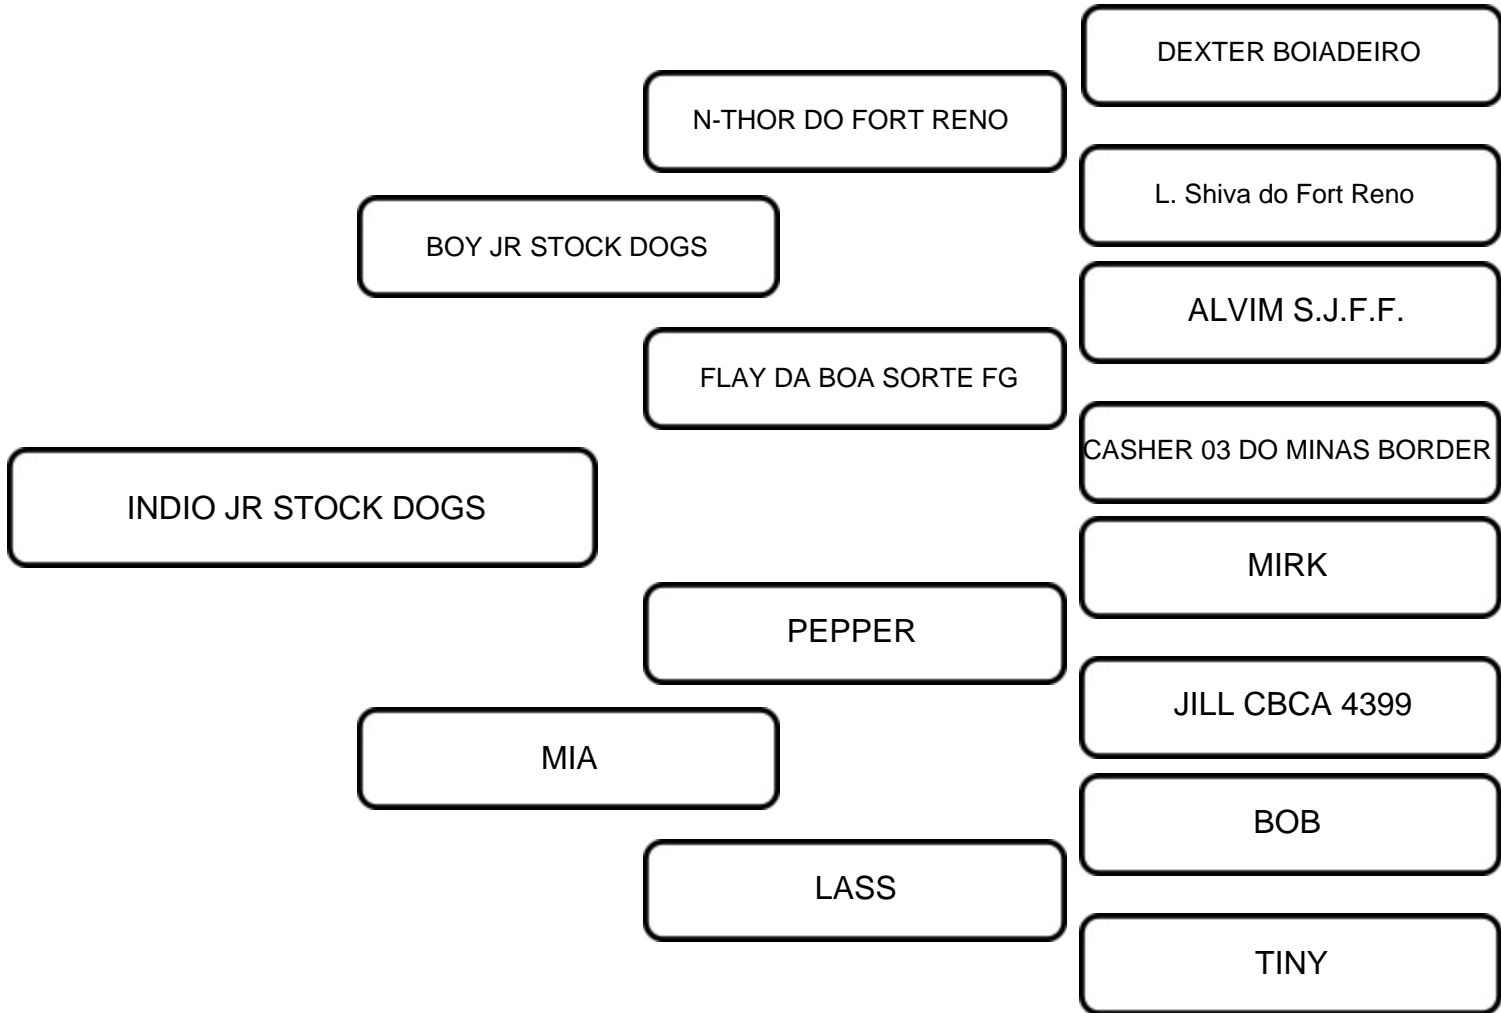 DEXTER BOIADEIRO
N-THOR DO FORT RENO
L. Shiva do Fort Reno
BOY JR STOCK DOGS
ALVIM S.J.F.F.
FLAY DA BOA SORTE FG
CASHER 03 DO MINAS BORDER
INDIO JR STOCK DOGS
MIRK
PEPPER
JILL CBCA 4399
MIA
BOB
LASS
TINY